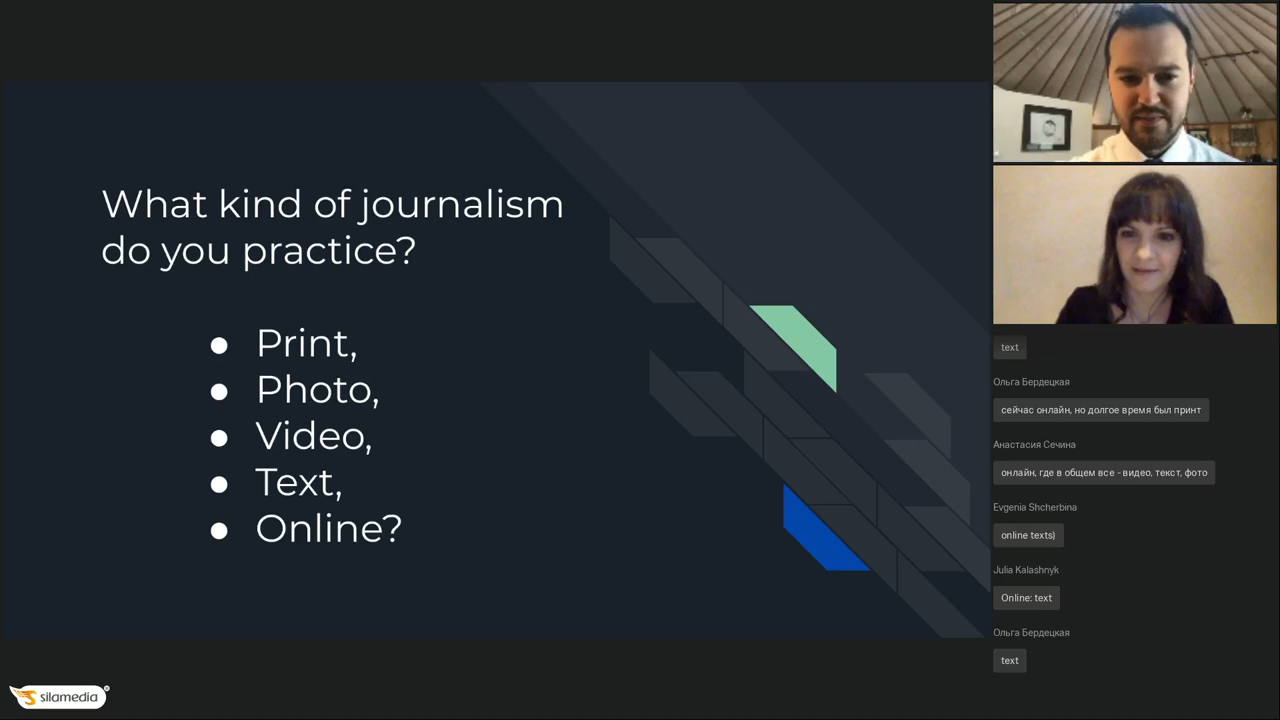 What kind of journalism
do you practice?
● Print,
● Photo,
● Video,
● Text,
● Online?
text
Ольга Бердецкая
сейчас онлайн, но долгое время был принт
Анастасия Сечина
онлайн, где в общем все - видео, текст, фото
Evgenia Shcherbina
online texts)
Julia Kalashnyk
Online: text
Ольга Бердецкая
text
silamedia